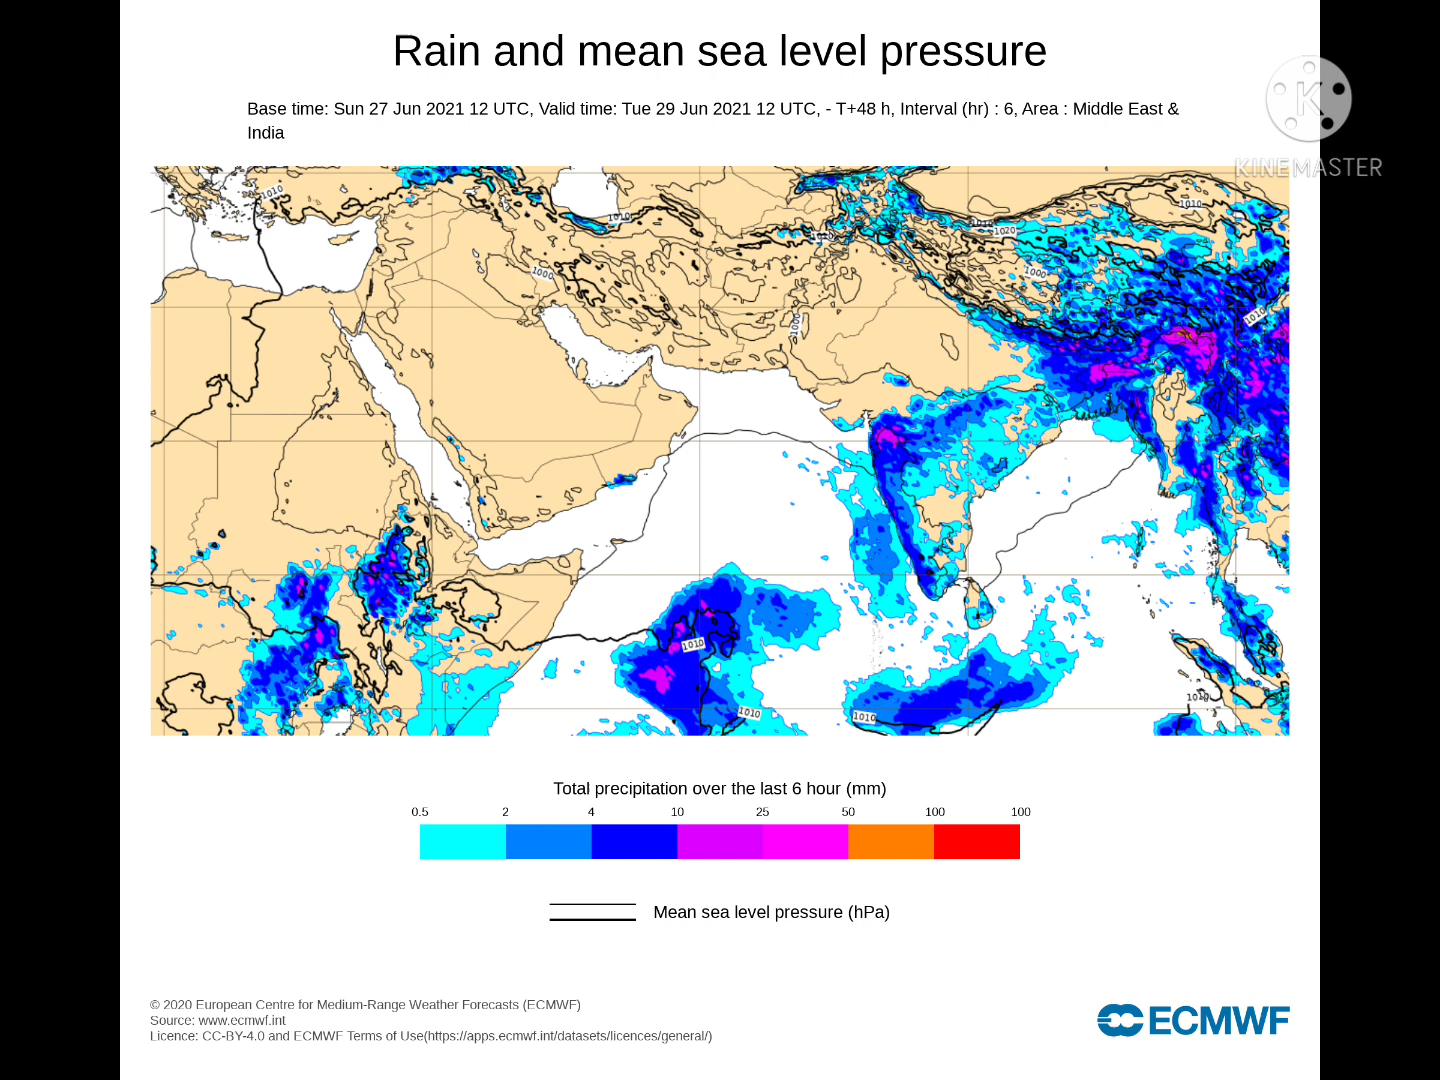 Rain and mean sea level pressure
Base time: Sun 27 Jun 2021 12 UTC, Valid time: Tue 29 Jun 2021 12 UTC, - T+48 h, Interval (hr) : 6, Area : Middle East &
India
KINEMASTER
1010
1010
1010
1010
1020
1010
1000
1000
1000
1010
1010
1010
1010
1010
Total precipitation over the last 6 hour (mm)
0.5 2 4 10 25 50 100 100
Mean sea level pressure (hPa)
© 2020 European Centre for Medium-Range Weather Forecasts (ECMWF)
Source: www.ecmwf.int
Licence: CC-BY-4.0 and ECMWF Terms of Use(https://apps.ecmwf.int/datasets/licences/general/)
ECMWF